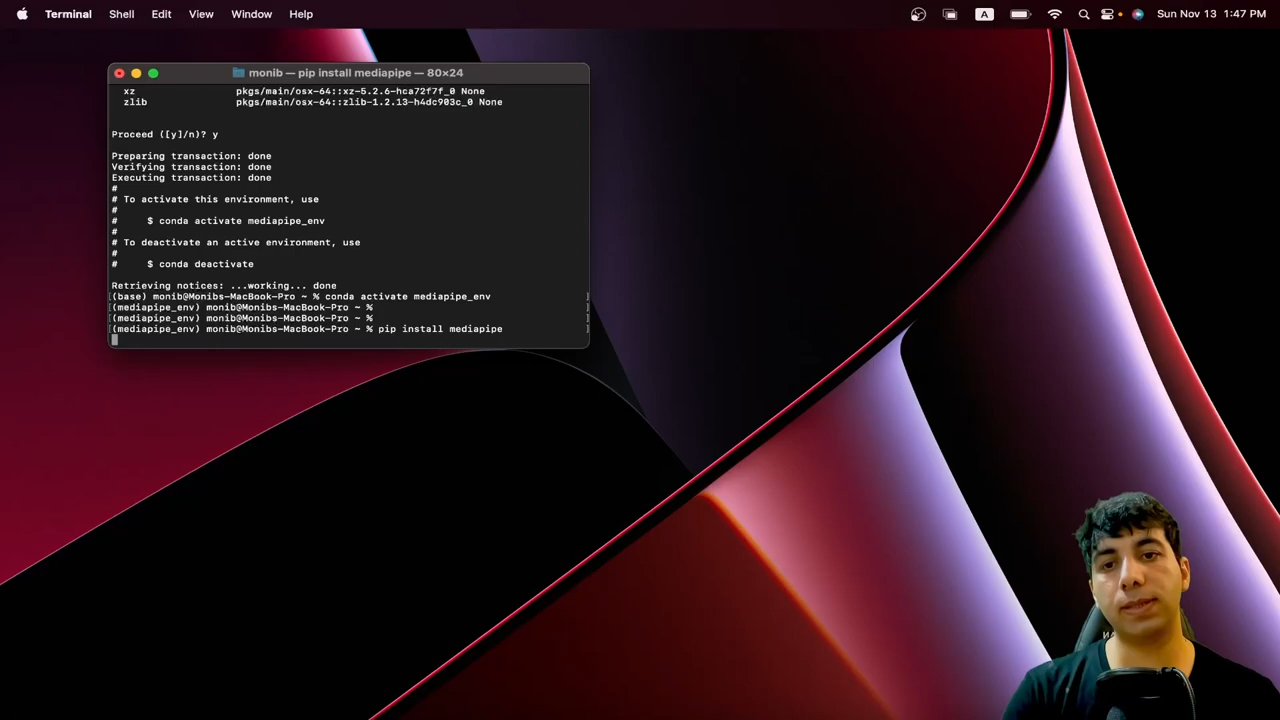 Terminal Shell Edit View Window Help A Sun Nov 13 1:47 PM
monib — pip install mediapipe — 80×24
xz pkgs/main/osx-64::xz-5.2.6-hca72f7f_0 None
zlib pkgs/main/osx-64::zlib-1.2.13-h4dc903c_0 None
Proceed ([y]/n)? y
Preparing transaction: done
Verifying transaction: done
Executing transaction: done
#
# To activate this environment, use
#
# $ conda activate mediapipe_env
#
# To deactivate an active environment, use
#
# $ conda deactivate
Retrieving notices: ...working... done
[(base) monib@Monibs-MacBook-Pro ~ % conda activate mediapipe_env ]
[(mediapipe_env) monib@Monibs-MacBook-Pro ~ % ]
[(mediapipe_env) monib@Monibs-MacBook-Pro ~ % ]
[(mediapipe_env) monib@Monibs-MacBook-Pro ~ % pip install mediapipe ]